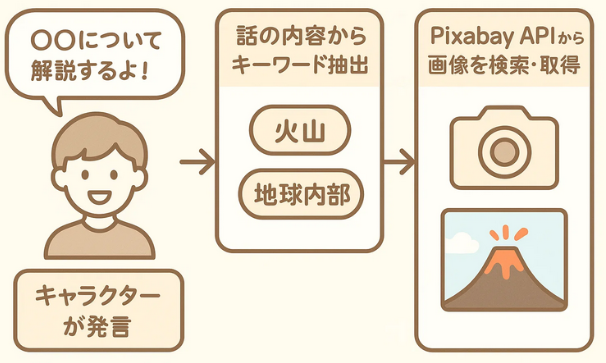 〇〇について
解説するよ！
キャラクター
が発言
話の内容から
キーワード抽出
火山
地球内部
Pixabay APIから
画像を検索・取得